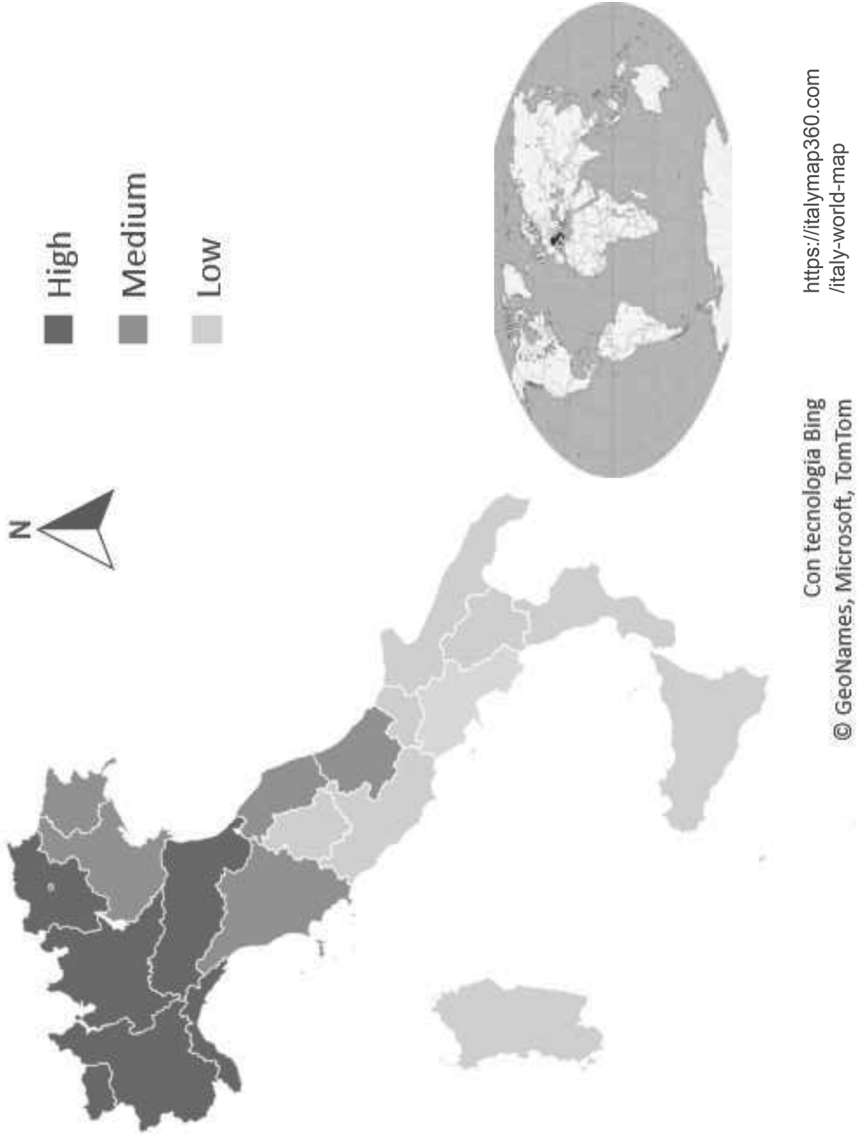 N
High
Medium
Low
Con tecnologia Bing
© GeoNames, Microsoft, TomTom
https://italymap360.com
/italy-world-map